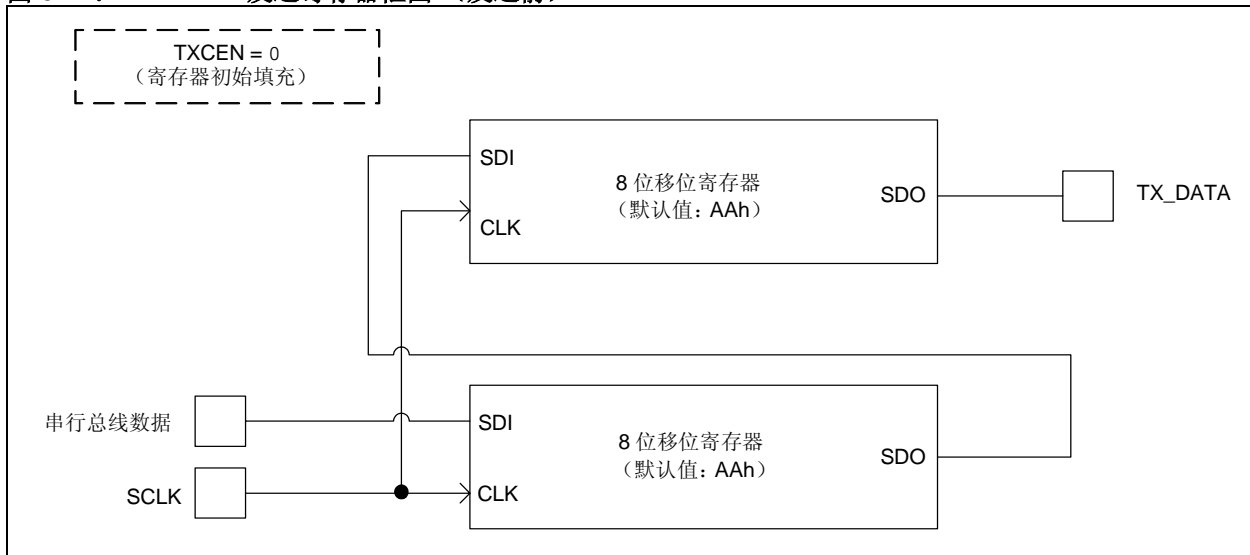 TXCEN = 0
（寄存器初始填充）
SDI
8 位移位寄存器
（默认值：AAh）
SDO
TX_DATA
CLK
串行总线数据
SDI
8 位移位寄存器
（默认值：AAh）
SDO
SCLK
CLK